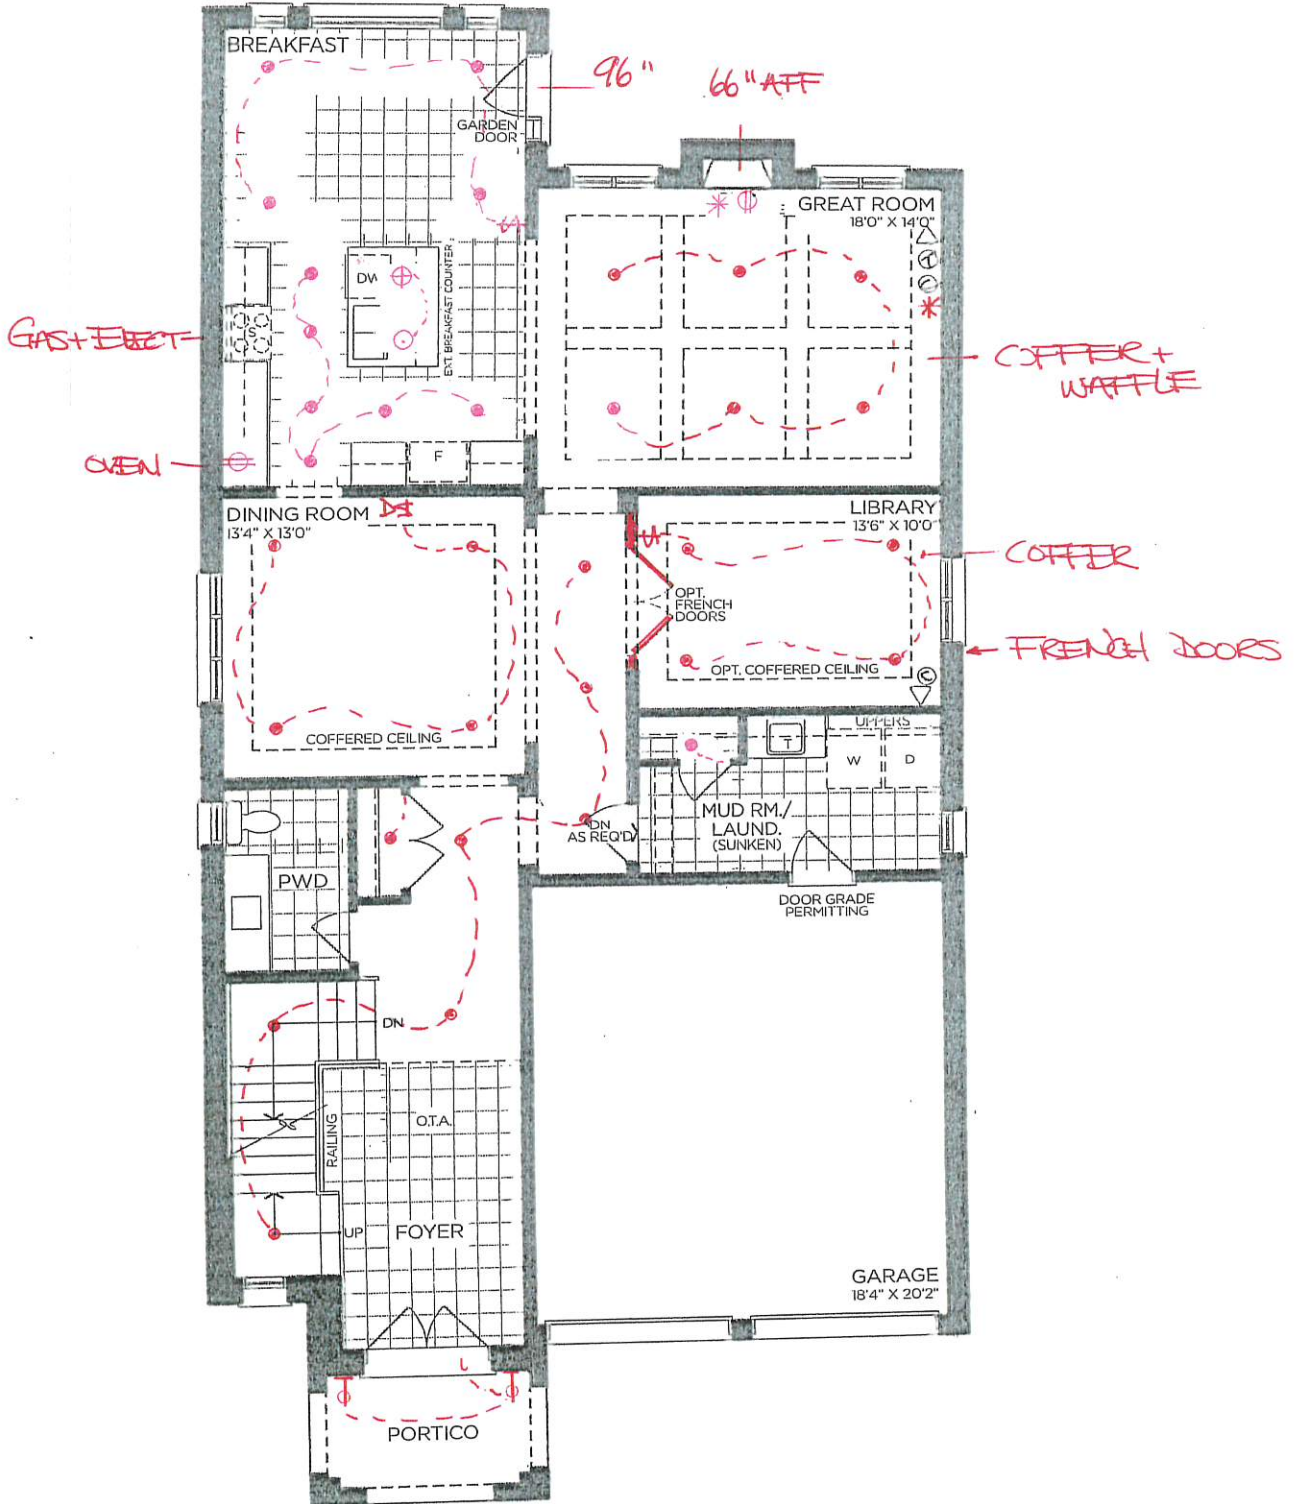 BREAKFAST
96"
66" AFF
GARDEN
DOOR
GREAT ROOM
18'0" X 14'0"
T
C
DW
EXT. BREAKFAST COUNTER
GAS + ELECT
S
COFFER +
WAFFLE
OVEN
F
DINING ROOM
13'4" X 13'0"
LIBRARY
13'6" X 10'0"
COFFER
OPT.
FRENCH
DOORS
FRENCH DOORS
OPT. COFFERED CEILING
C
COFFERED CEILING
UPPERS
T
W
D
MUD RM./
LAUND.
(SUNKEN)
DN
AS REQ'D
PWD
DOOR GRADE
PERMITTING
DN
RAILING
O.T.A.
UP
FOYER
GARAGE
18'4" X 20'2"
PORTICO